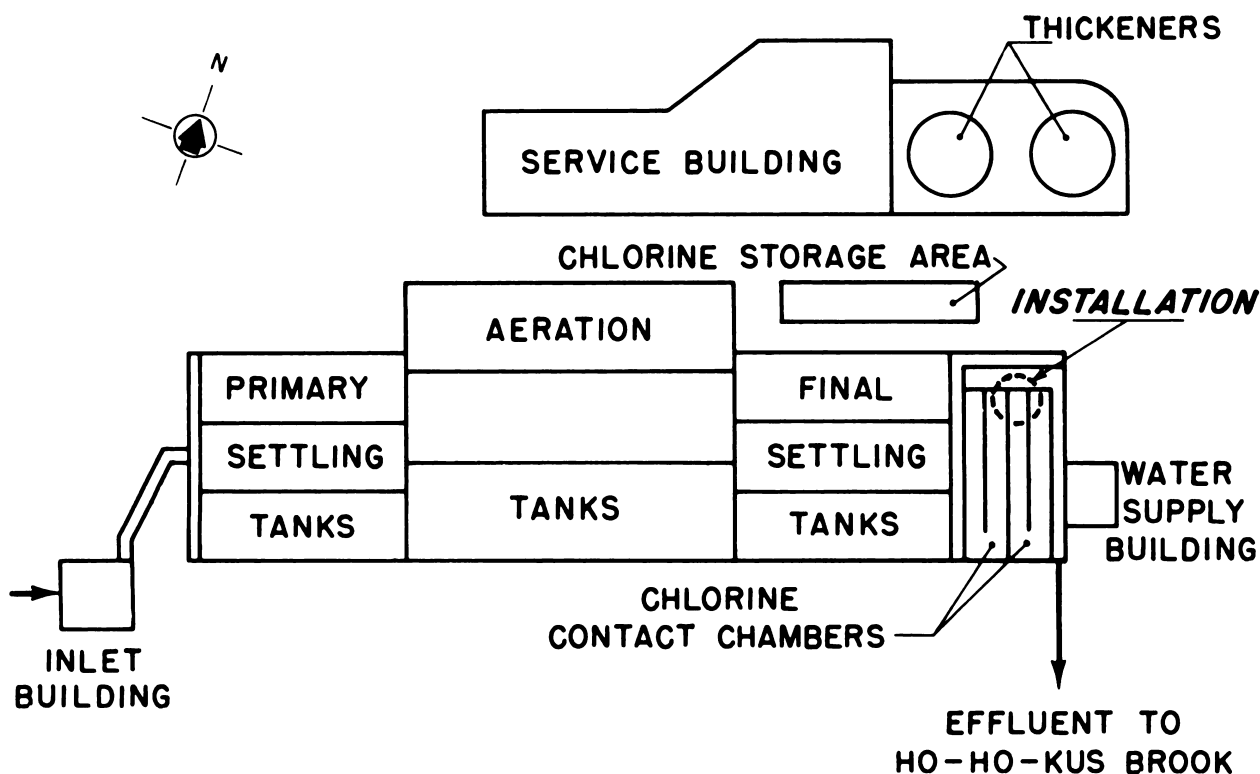 THICKENERS
N
SERVICE BUILDING
CHLORINE STORAGE AREA
INSTALLATION
AERATION
TANKS
PRIMARY
SETTLING
TANKS
FINAL
SETTLING
TANKS
WATER
SUPPLY
BUILDING
CHLORINE
CONTACT CHAMBERS
INLET
BUILDING
EFFLUENT TO
HO-HO-KUS BROOK